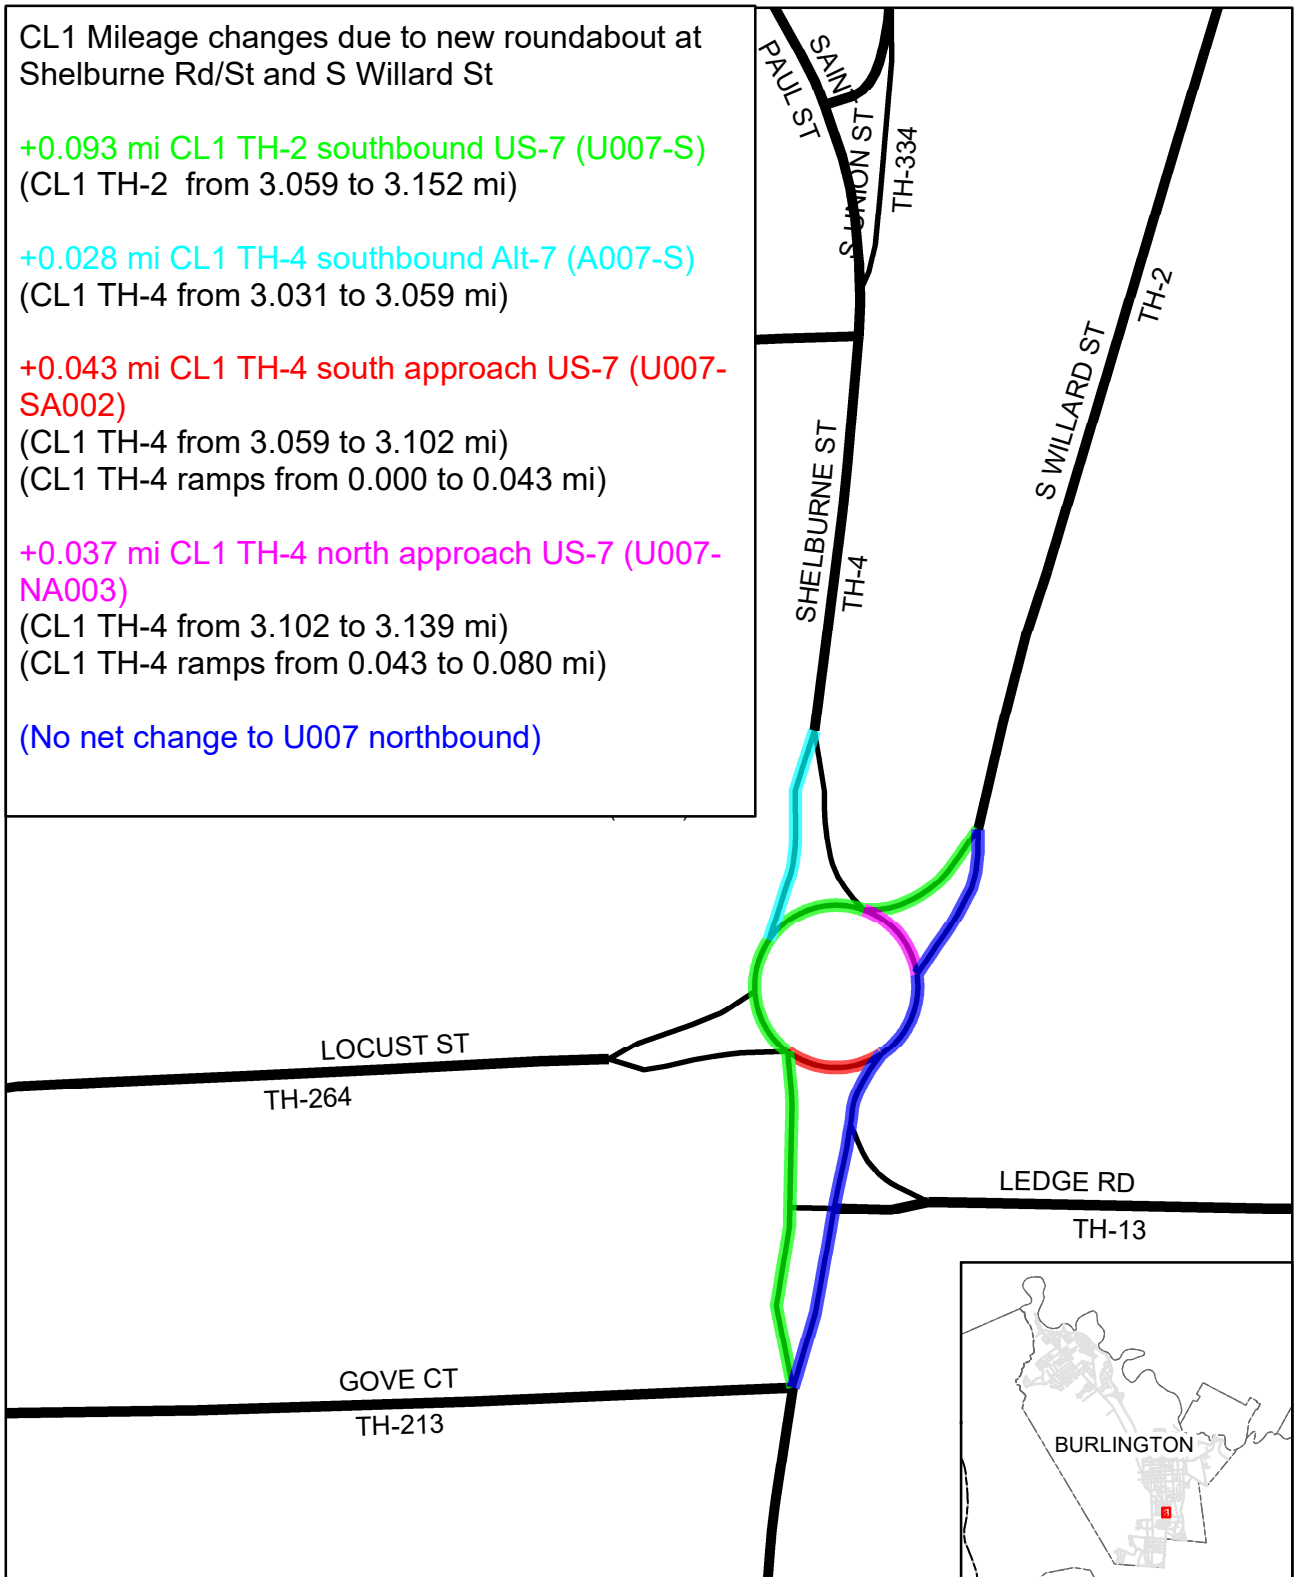 CL1 Mileage changes due to new roundabout at
Shelburne Rd/St and S Willard St
+0.093 mi CL1 TH-2 southbound US-7 (U007-S)
(CL1 TH-2  from 3.059 to 3.152 mi)
+0.028 mi CL1 TH-4 southbound Alt-7 (A007-S)
(CL1 TH-4 from 3.031 to 3.059 mi)
+0.043 mi CL1 TH-4 south approach US-7 (U007-
SA002)
(CL1 TH-4 from 3.059 to 3.102 mi)
(CL1 TH-4 ramps from 0.000 to 0.043 mi)
+0.037 mi CL1 TH-4 north approach US-7 (U007-
NA003)
(CL1 TH-4 from 3.102 to 3.139 mi)
(CL1 TH-4 ramps from 0.043 to 0.080 mi)
(No net change to U007 northbound)
SAINT
PAUL ST
S UNION ST
TH-334
TH-2
S WILLARD ST
SHELBURNE ST
TH-4
LOCUST ST
TH-264
LEDGE RD
TH-13
GOVE CT
TH-213
BURLINGTON